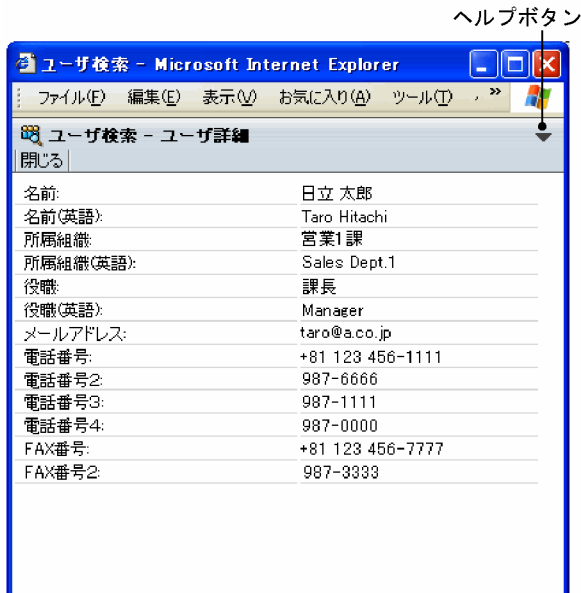 ヘルプボタン
ユーザ検索 - Microsoft Internet Explorer
ファイル(F) 編集(E) 表示(V) お気に入り(A) ツール(T) »
ユーザ検索 - ユーザ詳細
閉じる
名前: 日立 太郎
名前(英語): Taro Hitachi
所属組織: 営業1課
所属組織(英語): Sales Dept.1
役職: 課長
役職(英語): Manager
メールアドレス: taro@a.co.jp
電話番号: +81 123 456-1111
電話番号2: 987-6666
電話番号3: 987-1111
電話番号4: 987-0000
FAX番号: +81 123 456-7777
FAX番号2: 987-3333